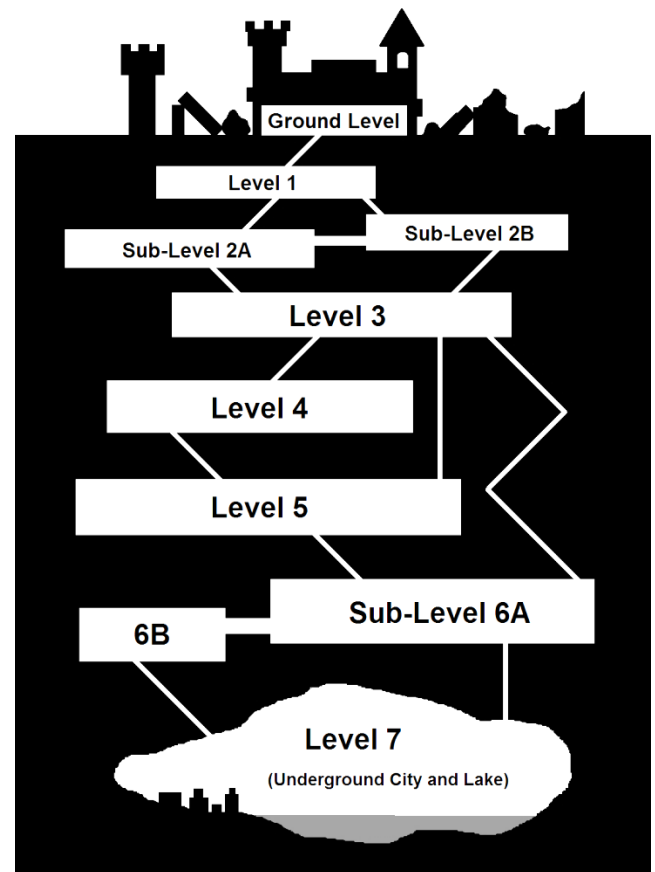 Ground Level
Level 1
Sub-Level 2A
Sub-Level 2B
Level 3
Level 4
Level 5
Sub-Level 6A
6B
Level 7
(Underground City and Lake)